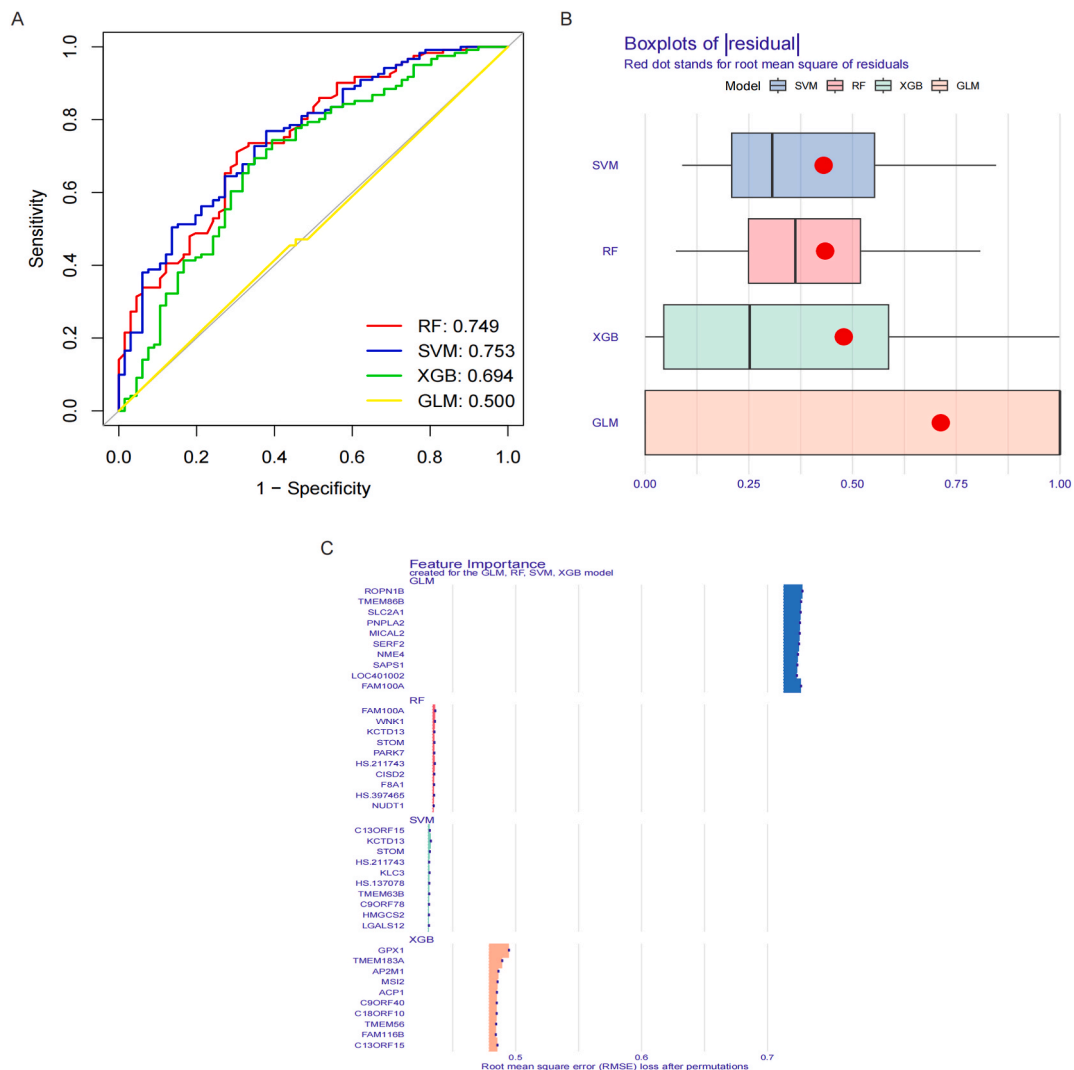 A
1.0
0.8
0.6
0.4
0.2
0.0
Sensitivity
RF: 0.749
SVM: 0.753
XGB: 0.694
GLM: 0.500
0.0 0.2 0.4 0.6 0.8 1.0
1 − Specificity
B
Boxplots of |residual|
Red dot stands for root mean square of residuals
Model SVM RF XGB GLM
SVM
RF
XGB
GLM
0.00 0.25 0.50 0.75 1.00
C
Feature Importance
created for the GLM, RF, SVM, XGB model
GLM
ROPN1B
TMEM86B
SLC2A1
PNPLA2
MICAL2
SERF2
NME4
SAPS1
LOC401002
FAM100A
RF
FAM100A
WNK1
KCTD13
STOM
PARK7
HS.211743
CISD2
F8A1
HS.397465
NUDT1
SVM
C13ORF15
KCTD13
STOM
HS.211743
KLC3
HS.137078
TMEM63B
C9ORF78
HMGCS2
LGALS12
XGB
GPX1
TMEM183A
AP2M1
MSI2
ACP1
C9ORF40
C18ORF10
TMEM56
FAM116B
C13ORF15
0.5 0.6 0.7
Root mean square error (RMSE) loss after permutations